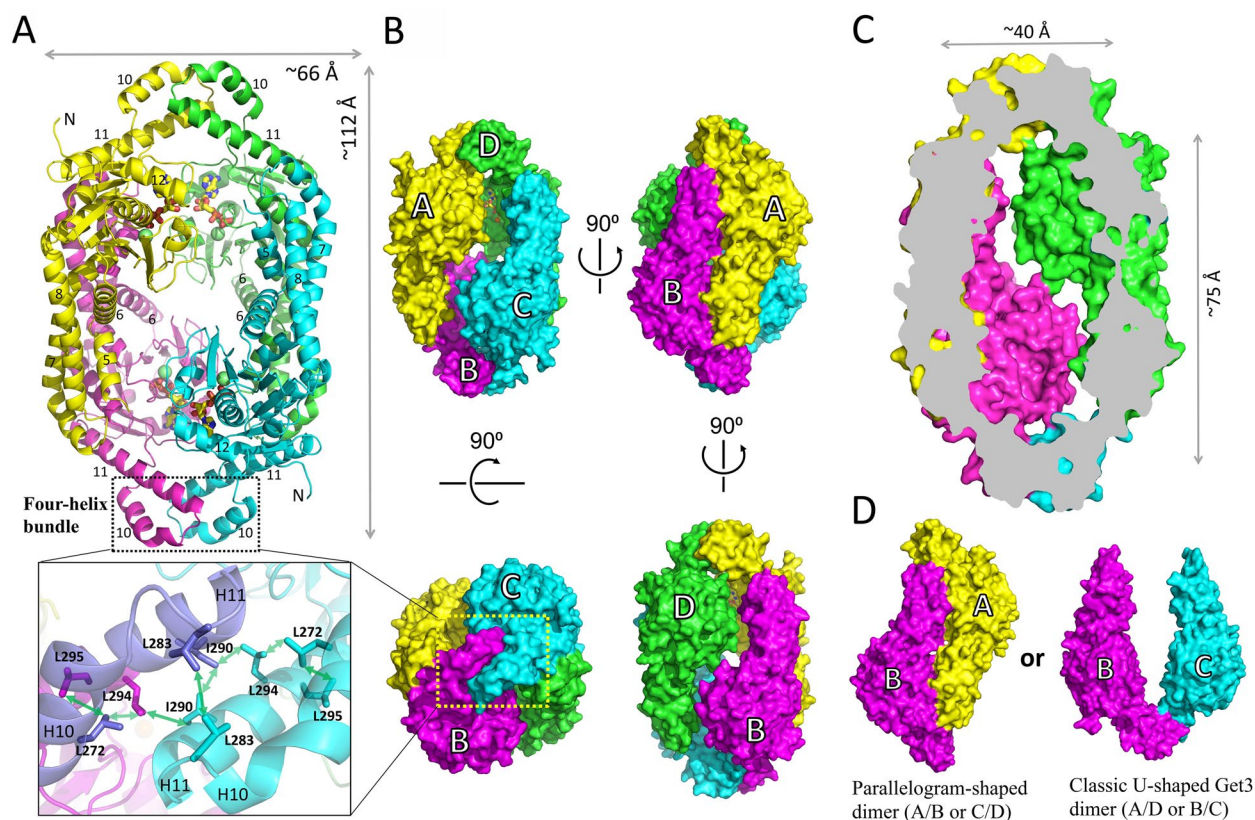 A
~66 Å
~112 Å
10
10
N
11
11
12
5
7
8
8
6
6
6
6
7
5
12
11
11
N
Four-helix
bundle
10
10
H11
L283
I290
L272
L295
L294
L294
I290
L295
H10
L272
L283
H11
H10
B
A
D
C
B
90º
B
A
C
90º
90º
C
B
D
B
C
~40 Å
~75 Å
D
B
A
or
B
C
Parallelogram-shaped
dimer (A/B or C/D)
Classic U-shaped Get3
dimer (A/D or B/C)